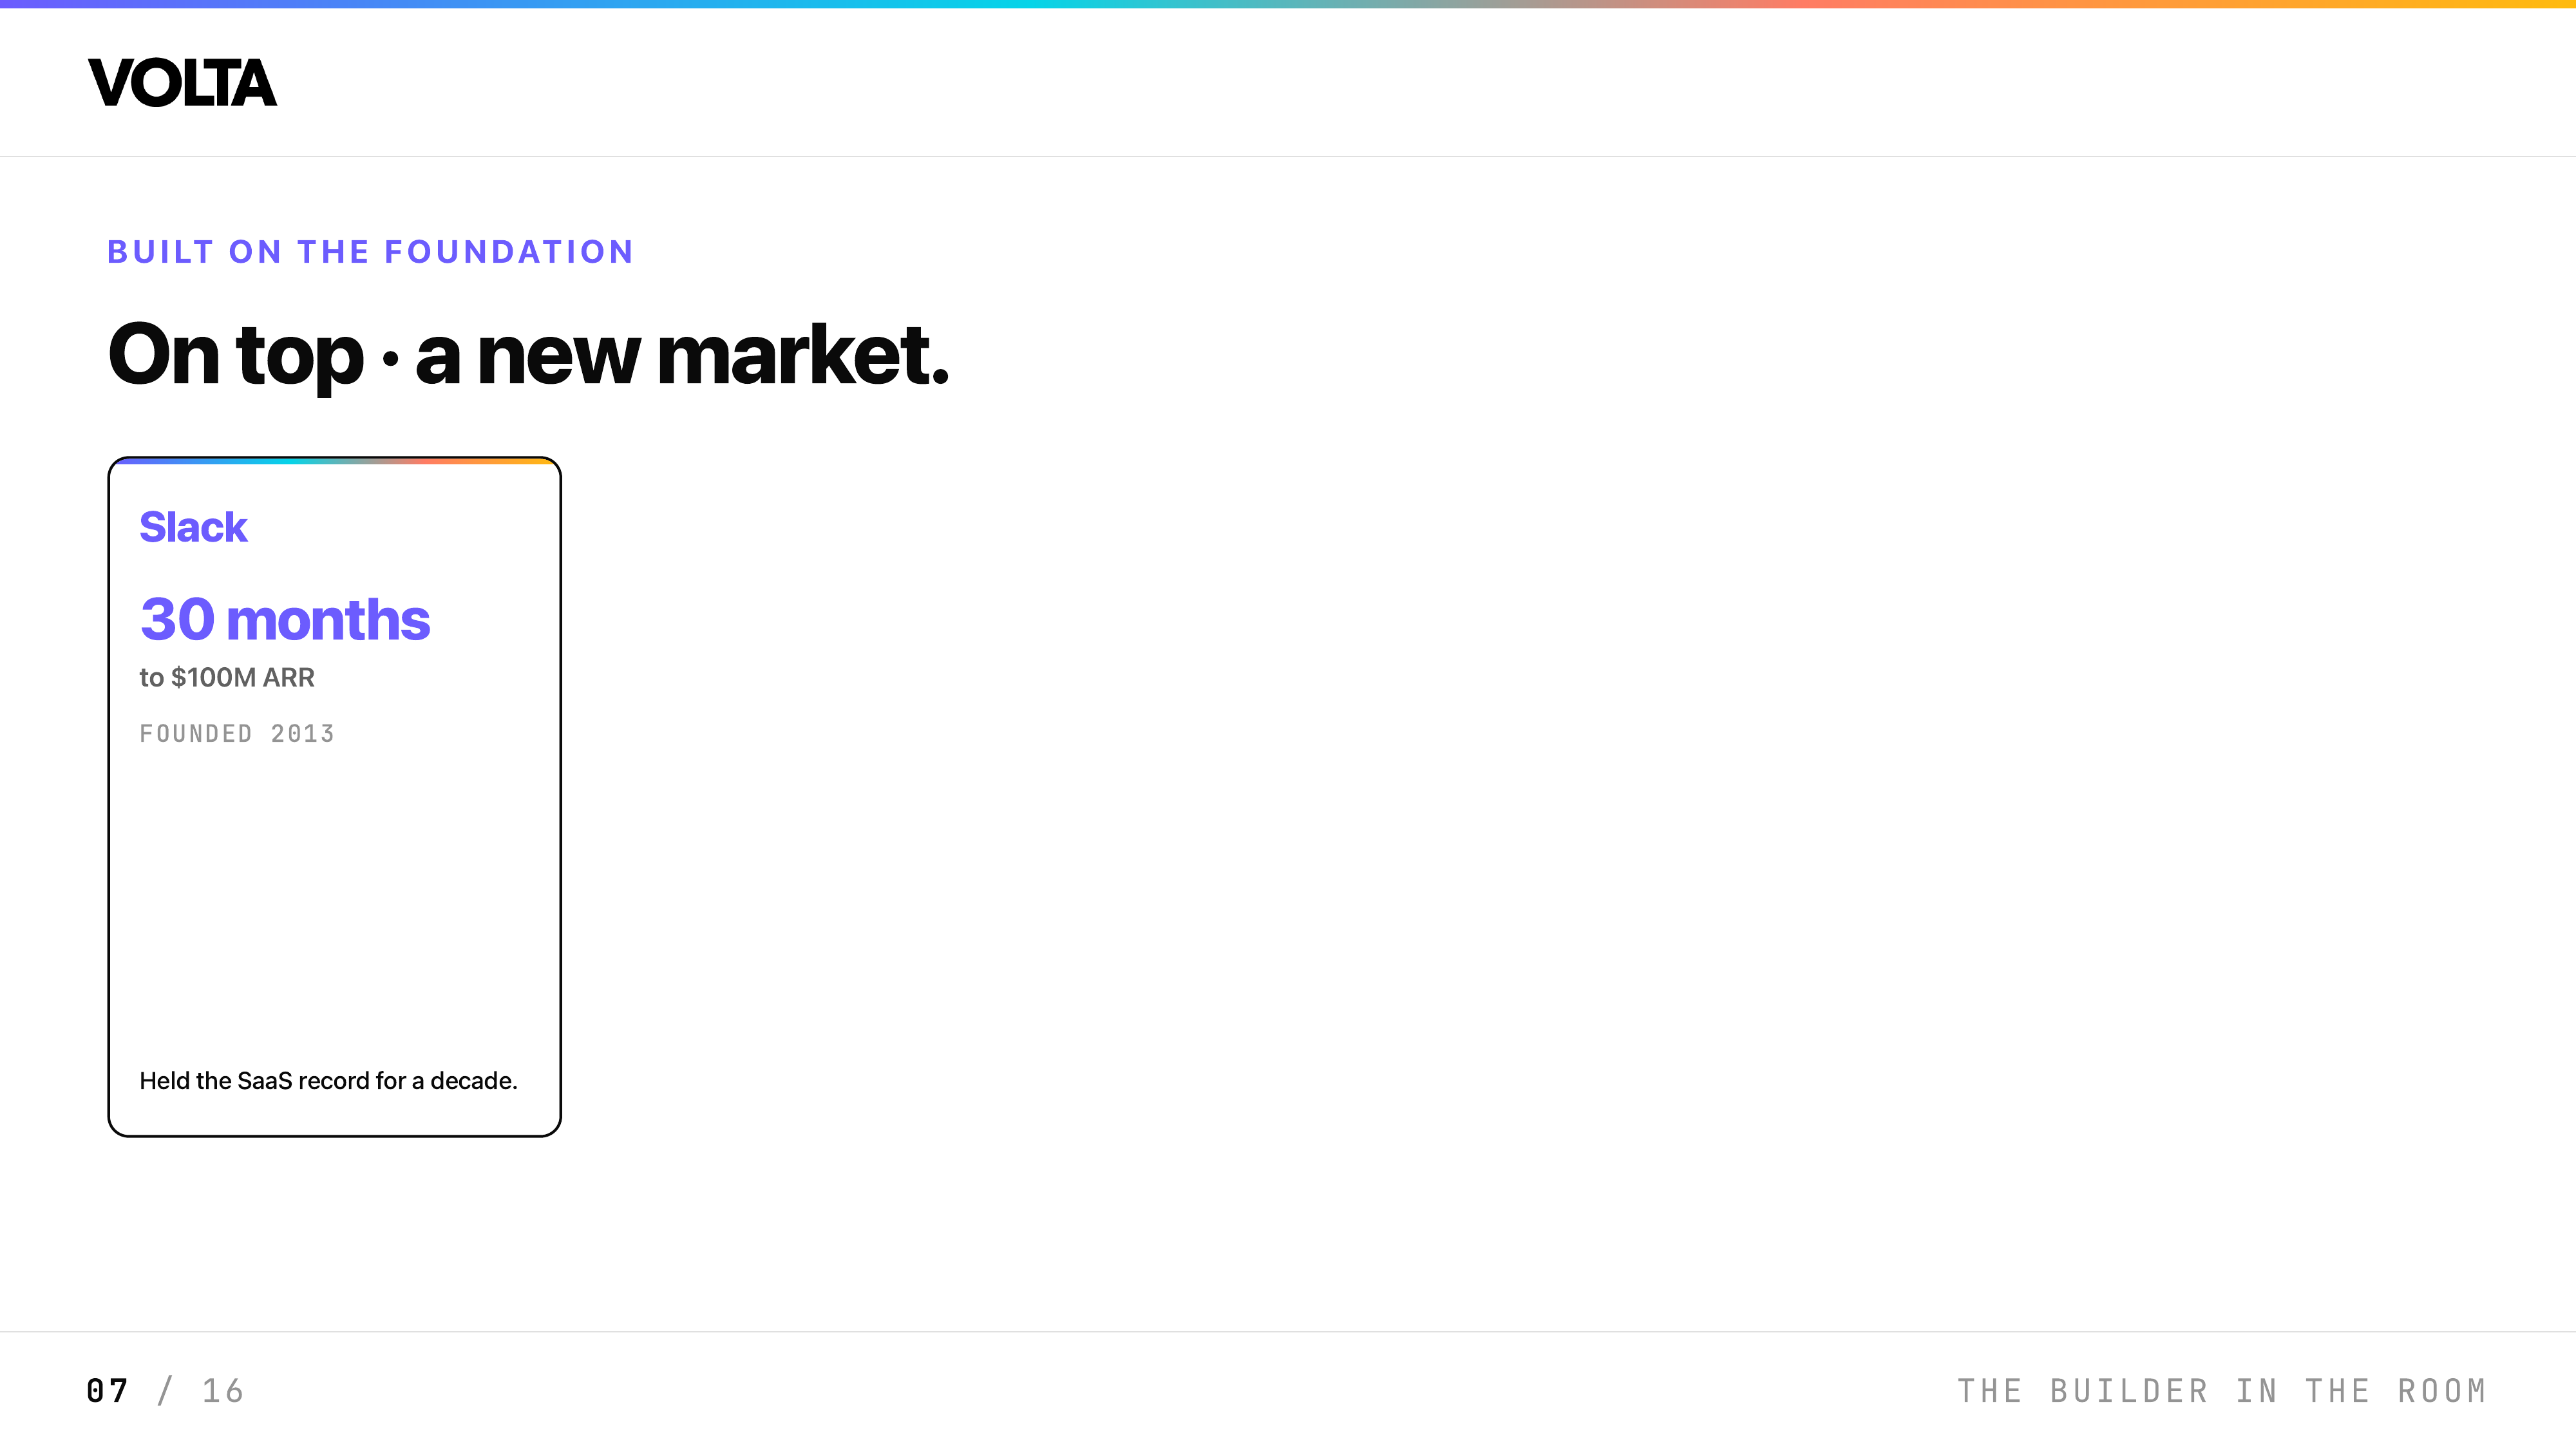 VOLTA
BUILT ON THE FOUNDATION
On top · a new market.
Slack
30 months
to $100M ARR
FOUNDED 2013
Held the SaaS record for a decade.
07 / 16
THE BUILDER IN THE ROOM